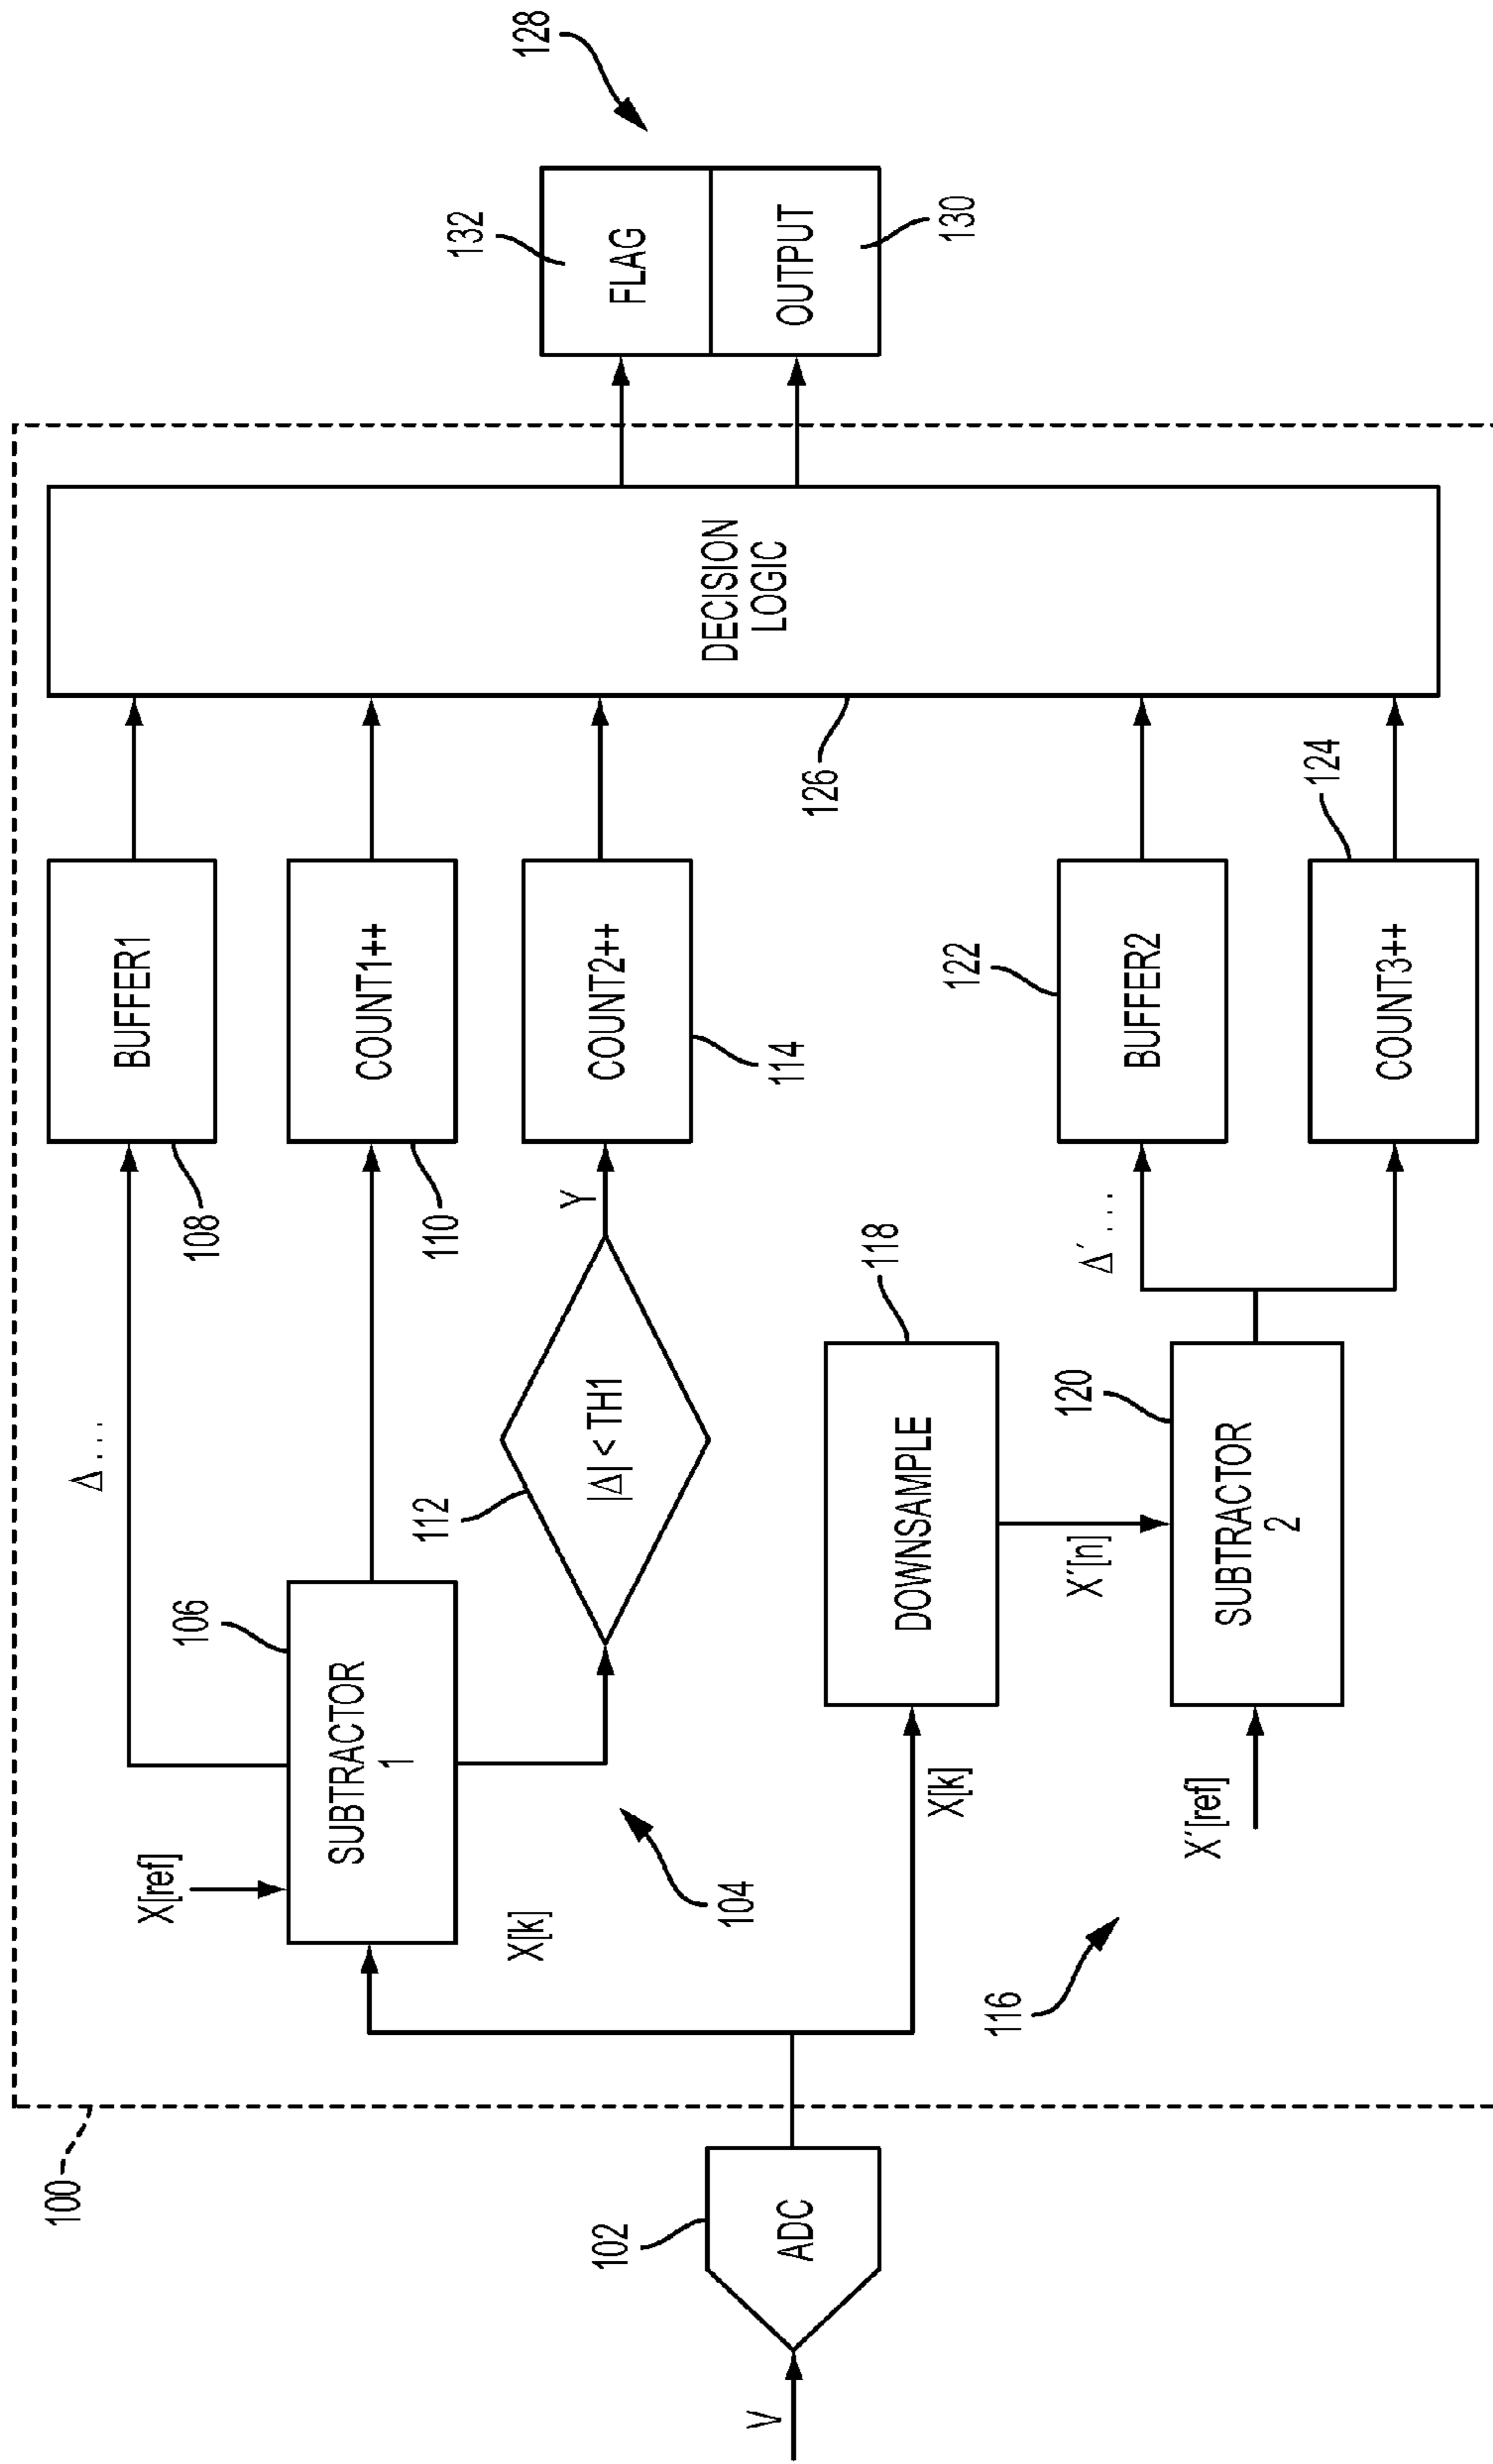 100
V
ADC
102
X[ref]
X[k]
SUBTRACTOR
1
106
104
Δ...
|Δ| < TH1
112
Y
BUFFER1
108
COUNT1++
110
COUNT2++
114
X[k]
DOWNSAMPLE
118
X´[n]
X´[ref]
116
SUBTRACTOR
2
120
Δ´...
BUFFER2
122
COUNT3++
124
DECISION
LOGIC
126
FLAG
132
OUTPUT
130
128